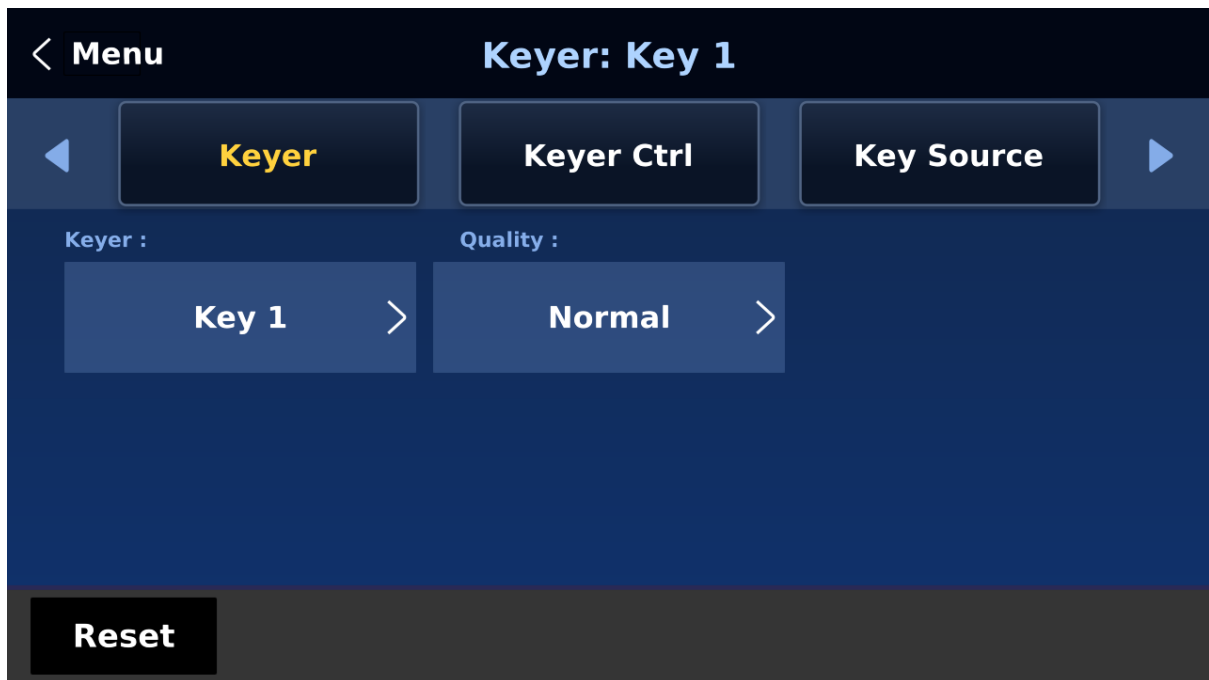 Menu
Keyer: Key 1
Keyer
Keyer Ctrl
Key Source
Keyer :
Quality :
Key 1
Normal
Reset